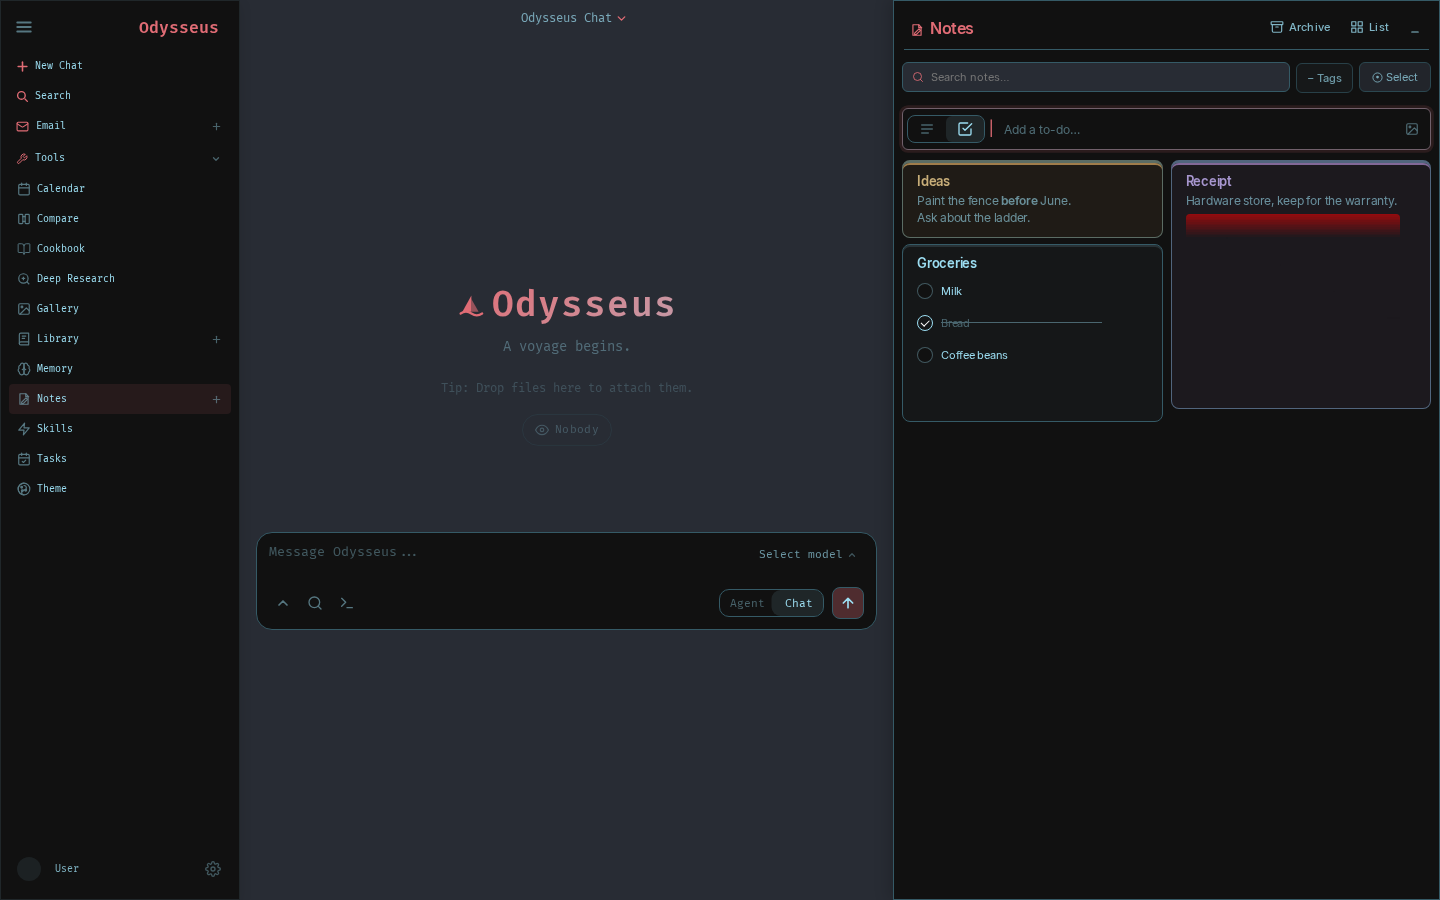 Odysseus
New Chat
Search
Email
Tools
Calendar
Compare
Cookbook
Deep Research
Gallery
Library
Memory
Notes
Skills
Tasks
Theme
User
Odysseus Chat
Odysseus
A voyage begins.
Tip: Drop files here to attach them.
Nobody
Message Odysseus...
Select model
Agent
Chat
Notes
Archive
List
Search notes...
– Tags
Select
Add a to-do...
Ideas
Paint the fence before June.
Ask about the ladder.
Groceries
Milk
Bread
Coffee beans
Receipt
Hardware store, keep for the warranty.